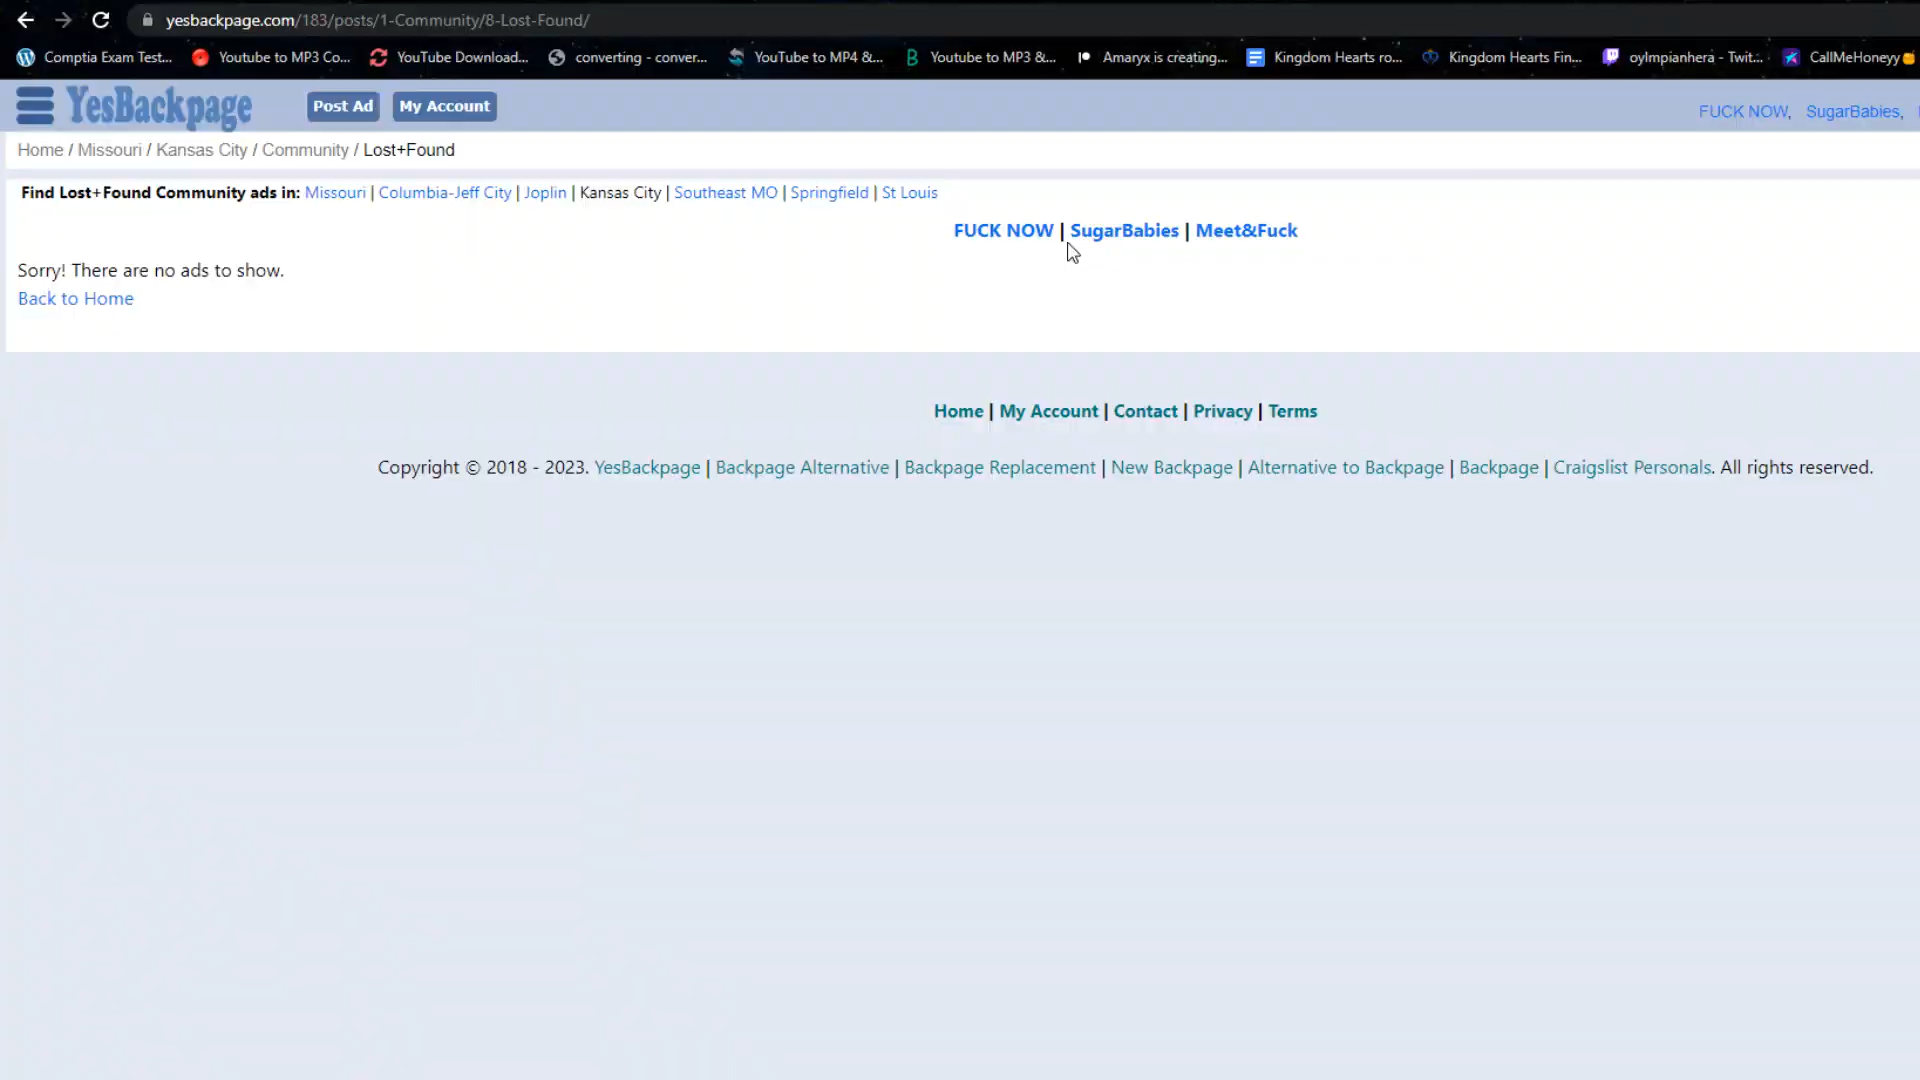 yesbackpage.com/183/posts/1-Community/8-Lost-Found/
Comptia Exam Test... Youtube to MP3 Co... YouTube Download... converting - conver... YouTube to MP4 &... Youtube to MP3 &... Amaryx is creating... Kingdom Hearts ro... Kingdom Hearts Fin... oylmpianhera - Twit... CallMeHoneyy
YesBackpage Post Ad My Account FUCK NOW, SugarBabies,
Home / Missouri / Kansas City / Community / Lost+Found
Find Lost+Found Community ads in: Missouri | Columbia-Jeff City | Joplin | Kansas City | Southeast MO | Springfield | St Louis
FUCK NOW | SugarBabies | Meet&Fuck
Sorry! There are no ads to show.
Back to Home
Home | My Account | Contact | Privacy | Terms
Copyright © 2018 - 2023. YesBackpage | Backpage Alternative | Backpage Replacement | New Backpage | Alternative to Backpage | Backpage | Craigslist Personals. All rights reserved.